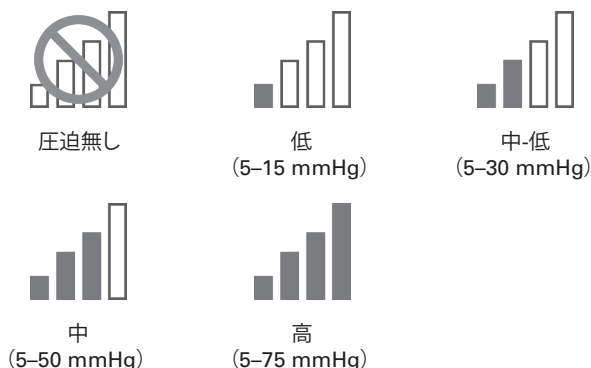 圧迫無し
低
（5–15 mmHg）
中-低
（5–30 mmHg）
中
（5–50 mmHg）
高
（5–75 mmHg）